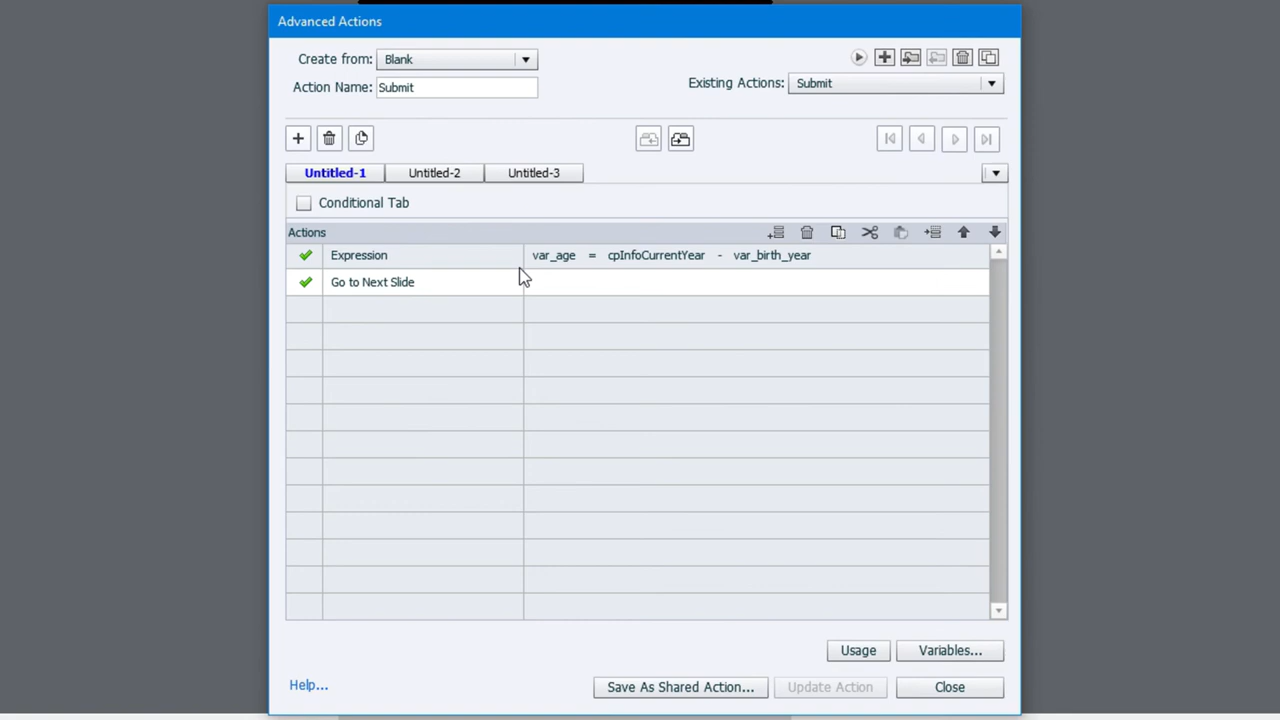 Advanced Actions
Create from: Blank
Action Name: Submit
Existing Actions: Submit
Untitled-1 Untitled-2 Untitled-3
Conditional Tab
Actions
Expression var_age = cpInfoCurrentYear - var_birth_year
Go to Next Slide
Usage Variables...
Help... Save As Shared Action... Update Action Close